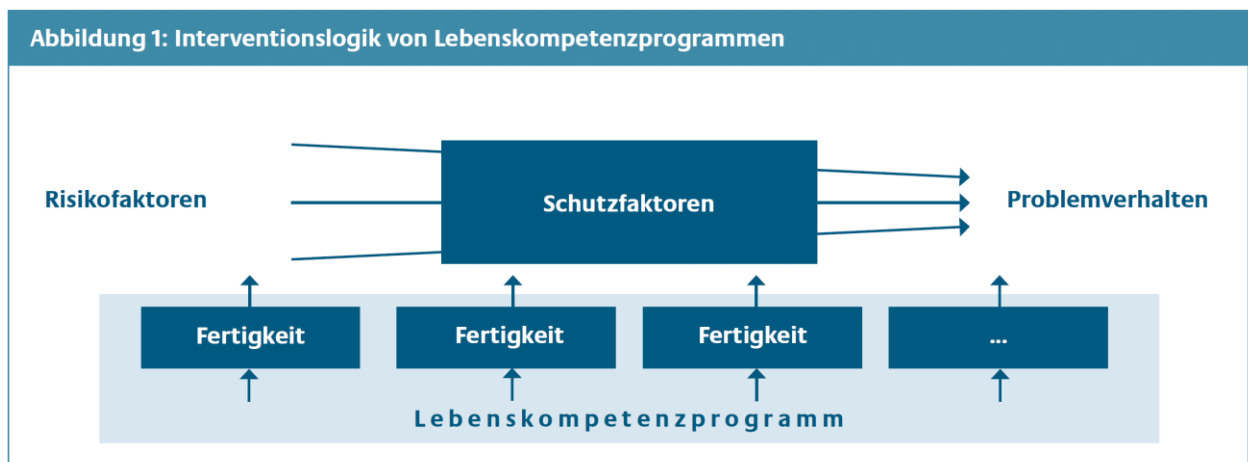 Abbildung 1: Interventionslogik von Lebenskompetenzprogrammen
Risikofaktoren
Schutzfaktoren
Problemverhalten
Fertigkeit
Fertigkeit
Fertigkeit
...
Lebenskompetenzprogramm